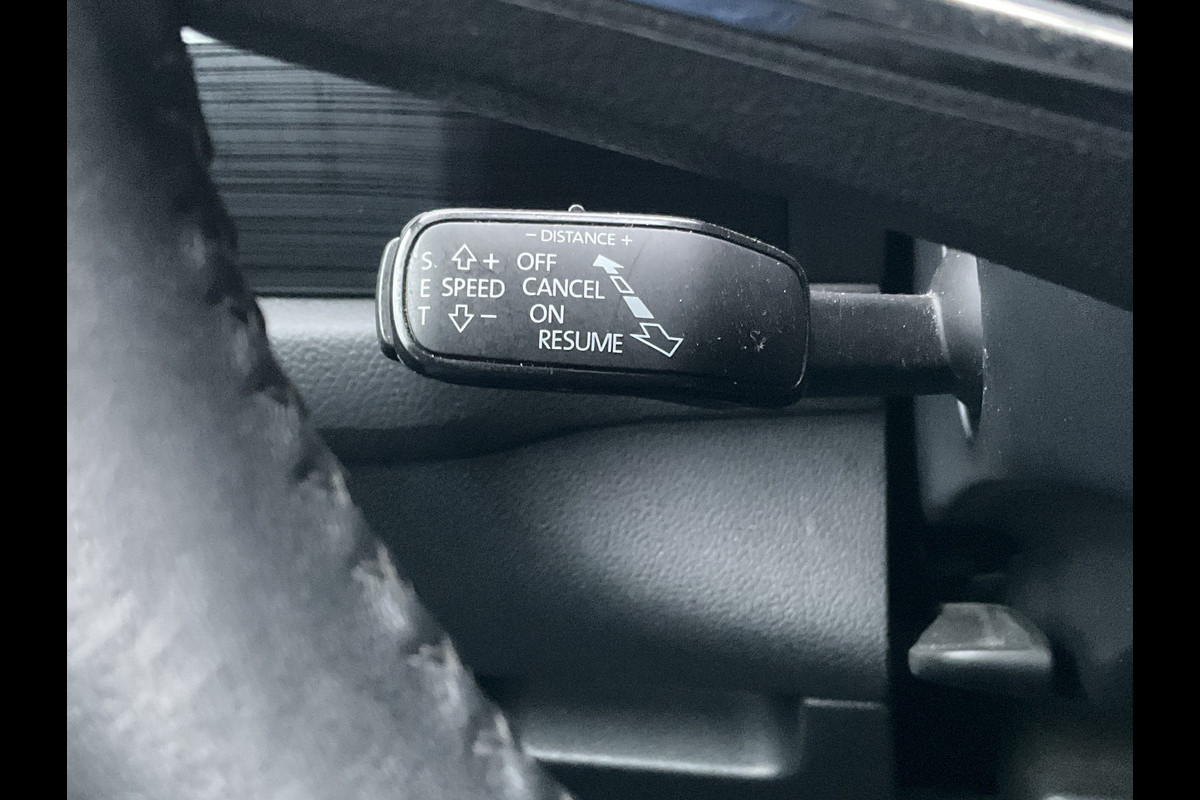 − DISTANCE +
S + OFF
E SPEED CANCEL
T − ON
RESUME